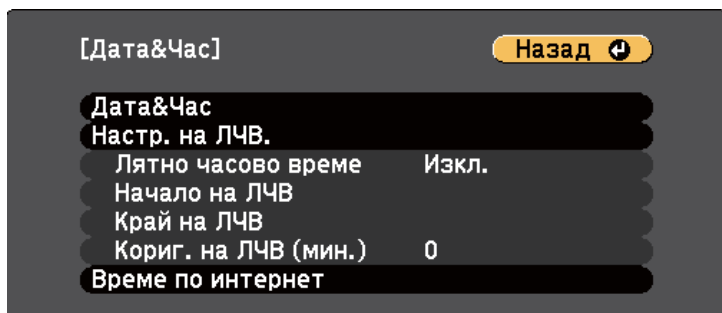 [Дата&Час]
Назад
Дата&Час
Настр. на ЛЧВ.
Лятно часово време Изкл.
Начало на ЛЧВ
Край на ЛЧВ
Кориг. на ЛЧВ (мин.) 0
Време по интернет